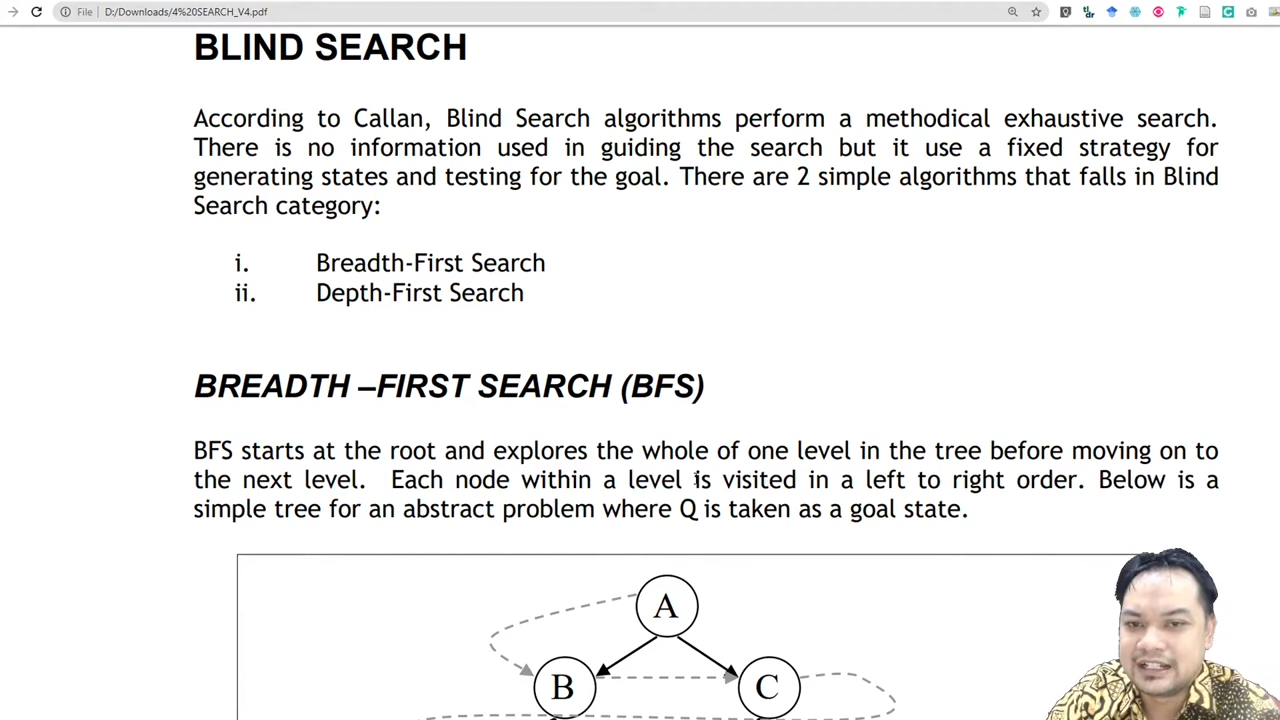 File D:/Downloads/4%20SEARCH_V4.pdf
BLIND SEARCH
According to Callan, Blind Search algorithms perform a methodical exhaustive search.
There is no information used in guiding the search but it use a fixed strategy for
generating states and testing for the goal. There are 2 simple algorithms that falls in Blind
Search category:
i. Breadth-First Search
ii. Depth-First Search
BREADTH –FIRST SEARCH (BFS)
BFS starts at the root and explores the whole of one level in the tree before moving on to
the next level. Each node within a level is visited in a left to right order. Below is a
simple tree for an abstract problem where Q is taken as a goal state.
A
B C